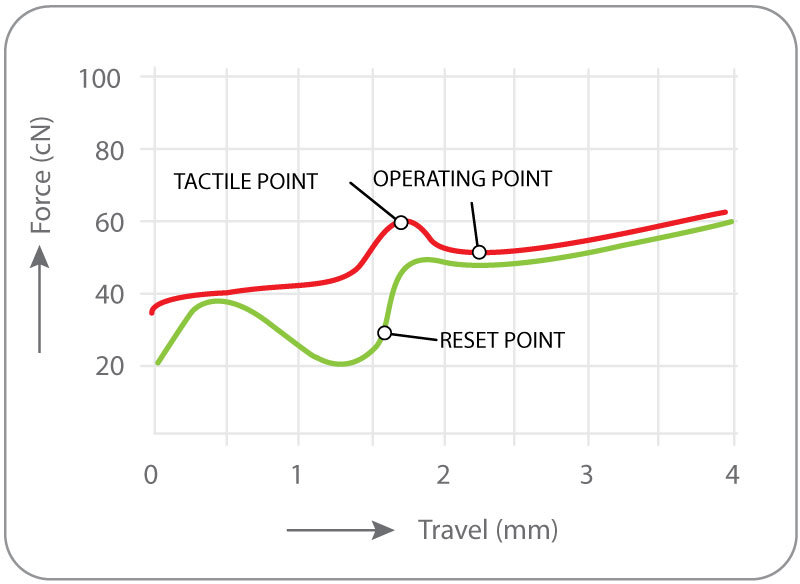 100
80
60
40
20
Force (cN)
TACTILE POINT
OPERATING POINT
RESET POINT
0 1 2 3 4
Travel (mm)